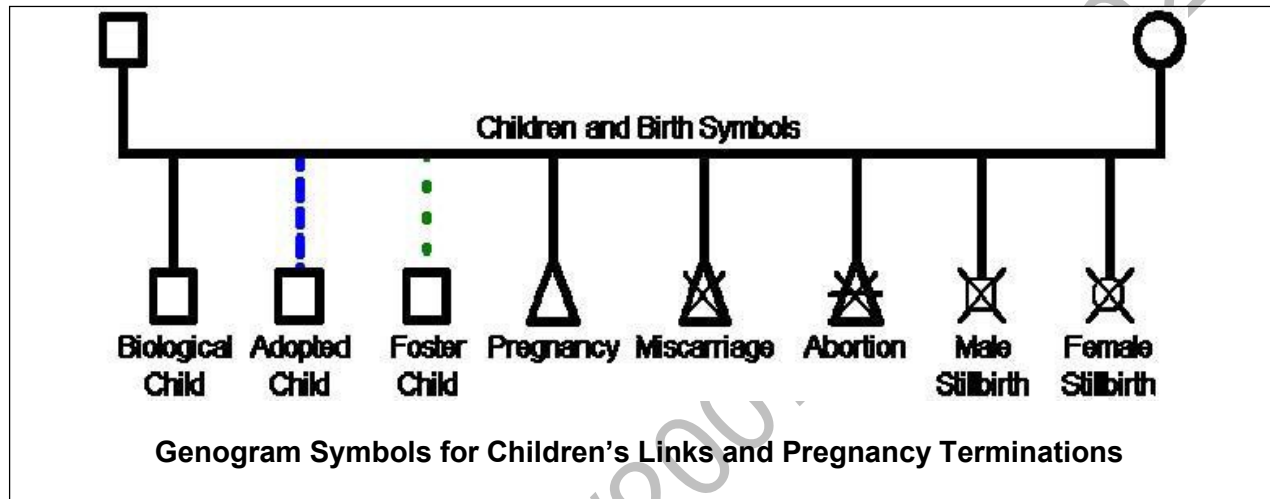 Children and Birth Symbols
Biological Adopted Foster Pregnancy Miscarriage Abortion Male Female
Child Child Child Stillbirth Stillbirth
Genogram Symbols for Children's Links and Pregnancy Terminations